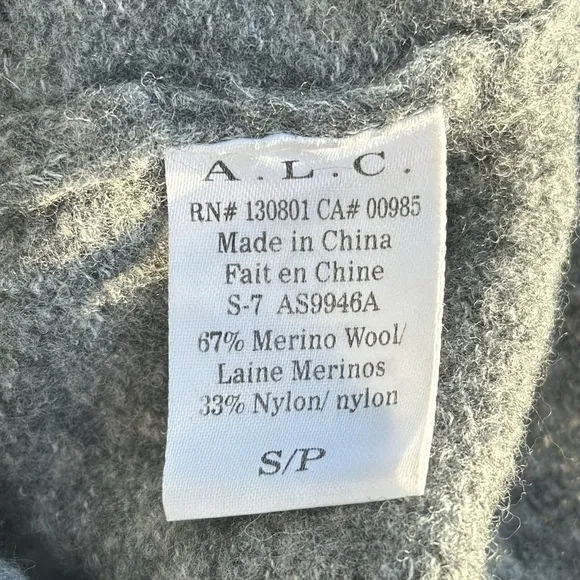 A.L.C.
RN# 130801 CA# 00985
Made in China
Fait en Chine
S-7 AS9946A
67% Merino Wool/
Laine Merinos
33% Nylon/ nylon
S/P